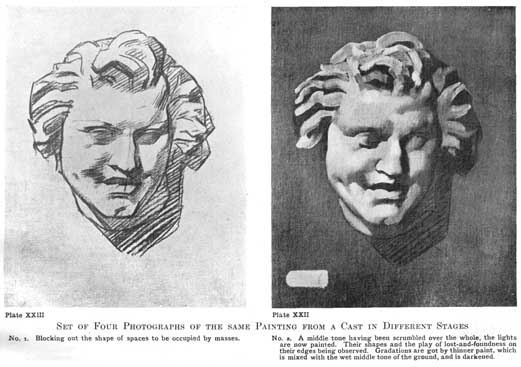 Plate XXIII
Plate XXII
Set of Four Photographs of the same Painting from a Cast in Different Stages
No. 1. Blocking out the shape of spaces to be occupied by masses.
No. 2. A middle tone having been scrumbled over the whole, the lights
are now painted. Their shapes and the play of lost-and-foundness on
their edges being observed. Gradations are got by thinner paint, which
is mixed with the wet middle tone of the ground, and is darkened.